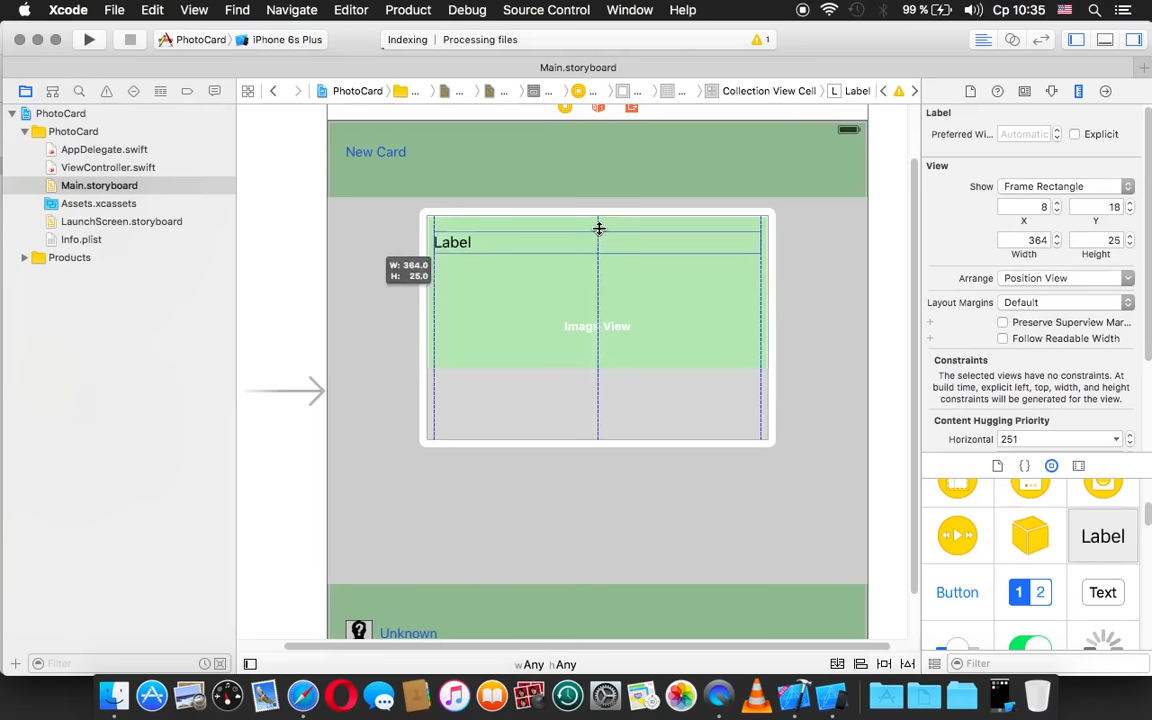 Xcode File Edit View Find Navigate Editor Product Debug Source Control Window Help 99 % Ср 10:35
PhotoCard iPhone 6s Plus Indexing | Processing files 1
Main.storyboard
PhotoCard ... ... ... ... ... ... ... Collection View Cell L Label
PhotoCard
PhotoCard
AppDelegate.swift
ViewController.swift
Main.storyboard
Assets.xcassets
LaunchScreen.storyboard
Info.plist
Products
New Card
Label
W: 364.0
H: 25.0
Image View
? Unknown
Label
Preferred Wi... Automatic Explicit
View
Show Frame Rectangle
8 18
X Y
364 25
Width Height
Arrange Position View
Layout Margins Default
+ Preserve Superview Mar...
+ Follow Readable Width
Constraints
The selected views have no constraints. At
build time, explicit left, top, width, and height
constraints will be generated for the view.
Content Hugging Priority
Horizontal 251
Label
Button 1 2 Text
+ Filter
wAny hAny
Filter